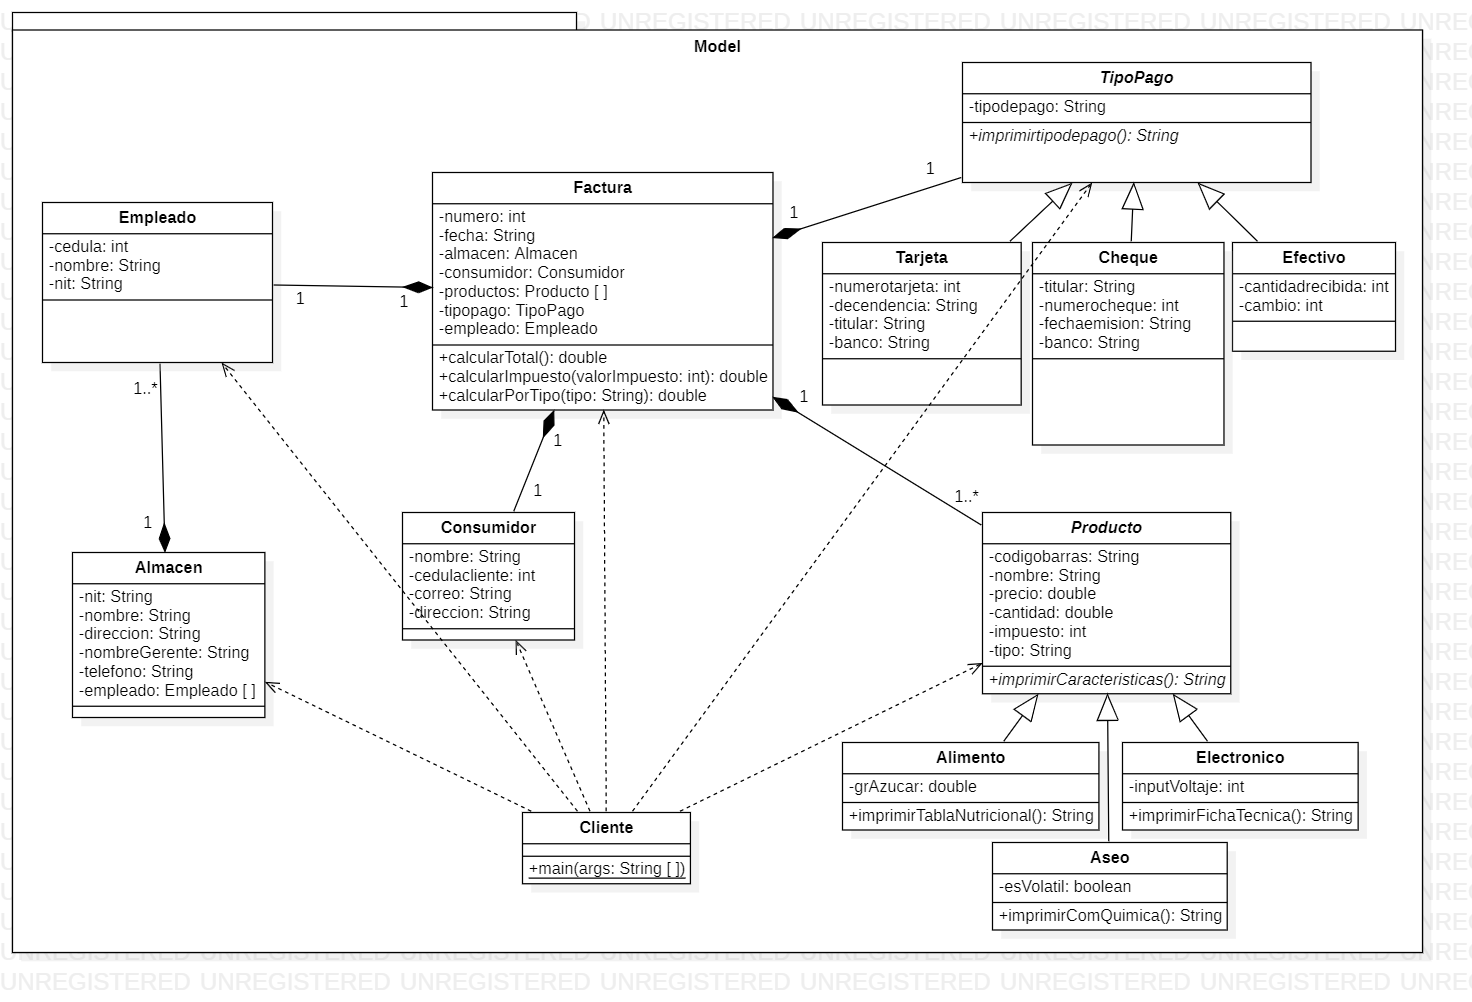 UNREGISTERED UNREGISTERED UNREGISTERED UNREGISTERED UNREGISTERED
Model
TipoPago
-tipodepago: String
+imprimirtipodepago(): String
1
1
Factura
-numero: int
-fecha: String
-almacen: Almacen
-consumidor: Consumidor
-productos: Producto [ ]
-tipopago: TipoPago
-empleado: Empleado
+calcularTotal(): double
+calcularImpuesto(valorImpuesto: int): double
+calcularPorTipo(tipo: String): double
Empleado
-cedula: int
-nombre: String
-nit: String
1
1
Tarjeta
-numerotarjeta: int
-decendencia: String
-titular: String
-banco: String
Cheque
-titular: String
-numerocheque: int
-fechaemision: String
-banco: String
Efectivo
-cantidadrecibida: int
-cambio: int
1..*
1
1
1
1
1..*
Consumidor
-nombre: String
-cedulacliente: int
-correo: String
-direccion: String
Producto
-codigobarras: String
-nombre: String
-precio: double
-cantidad: double
-impuesto: int
-tipo: String
+imprimirCaracteristicas(): String
Almacen
-nit: String
-nombre: String
-direccion: String
-nombreGerente: String
-telefono: String
-empleado: Empleado [ ]
Alimento
-grAzucar: double
+imprimirTablaNutricional(): String
Electronico
-inputVoltaje: int
+imprimirFichaTecnica(): String
Cliente
+main(args: String [ ])
Aseo
-esVolatil: boolean
+imprimirComQuimica(): String
UNREGISTERED UNREGISTERED UNREGISTERED UNREGISTERED UNREGISTERED UNREGISTERED UNREGISTERED